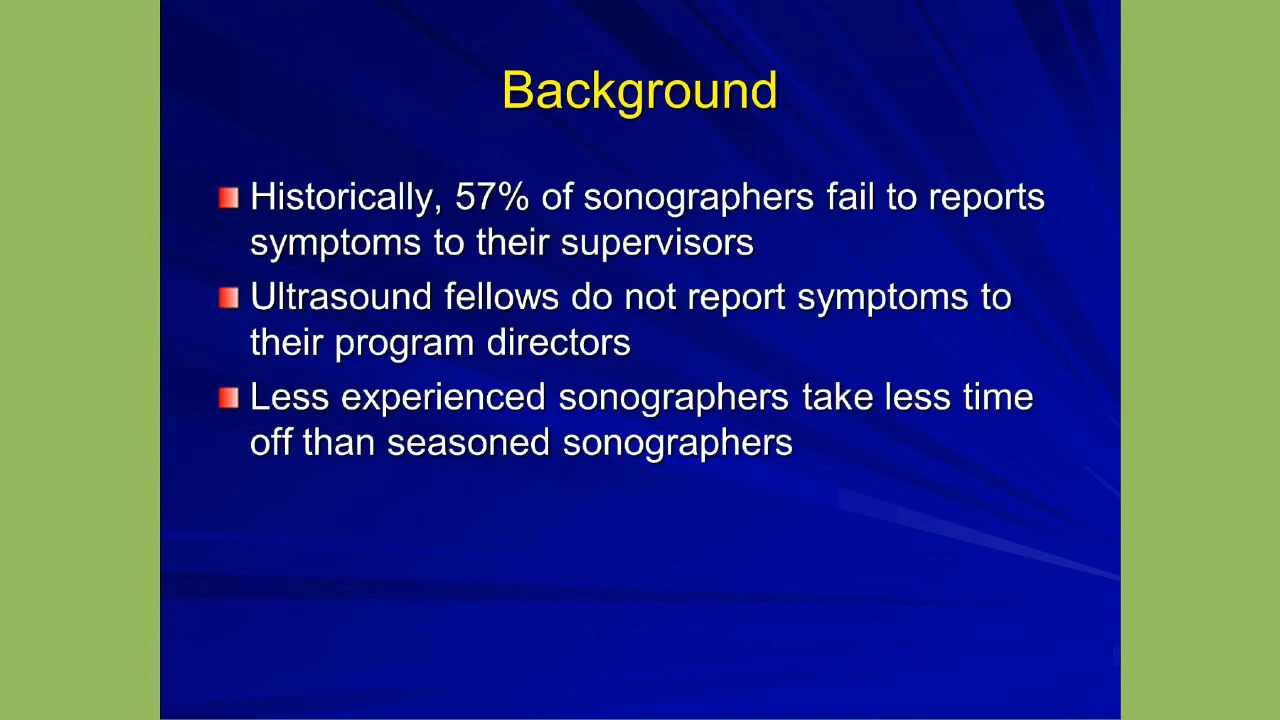 Background
Historically, 57% of sonographers fail to reports
symptoms to their supervisors
Ultrasound fellows do not report symptoms to
their program directors
Less experienced sonographers take less time
off than seasoned sonographers